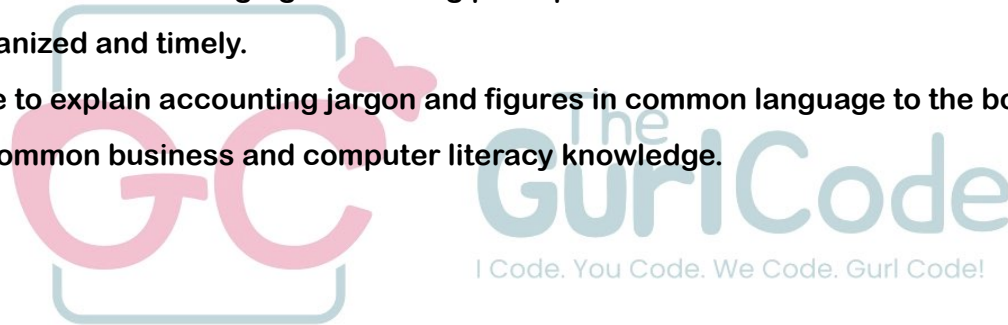 anized and timely.
e to explain accounting jargon and figures in common language to the bo
ommon business and computer literacy knowledge.
GC
The
GurlCode
I Code. You Code. We Code. Gurl Code!